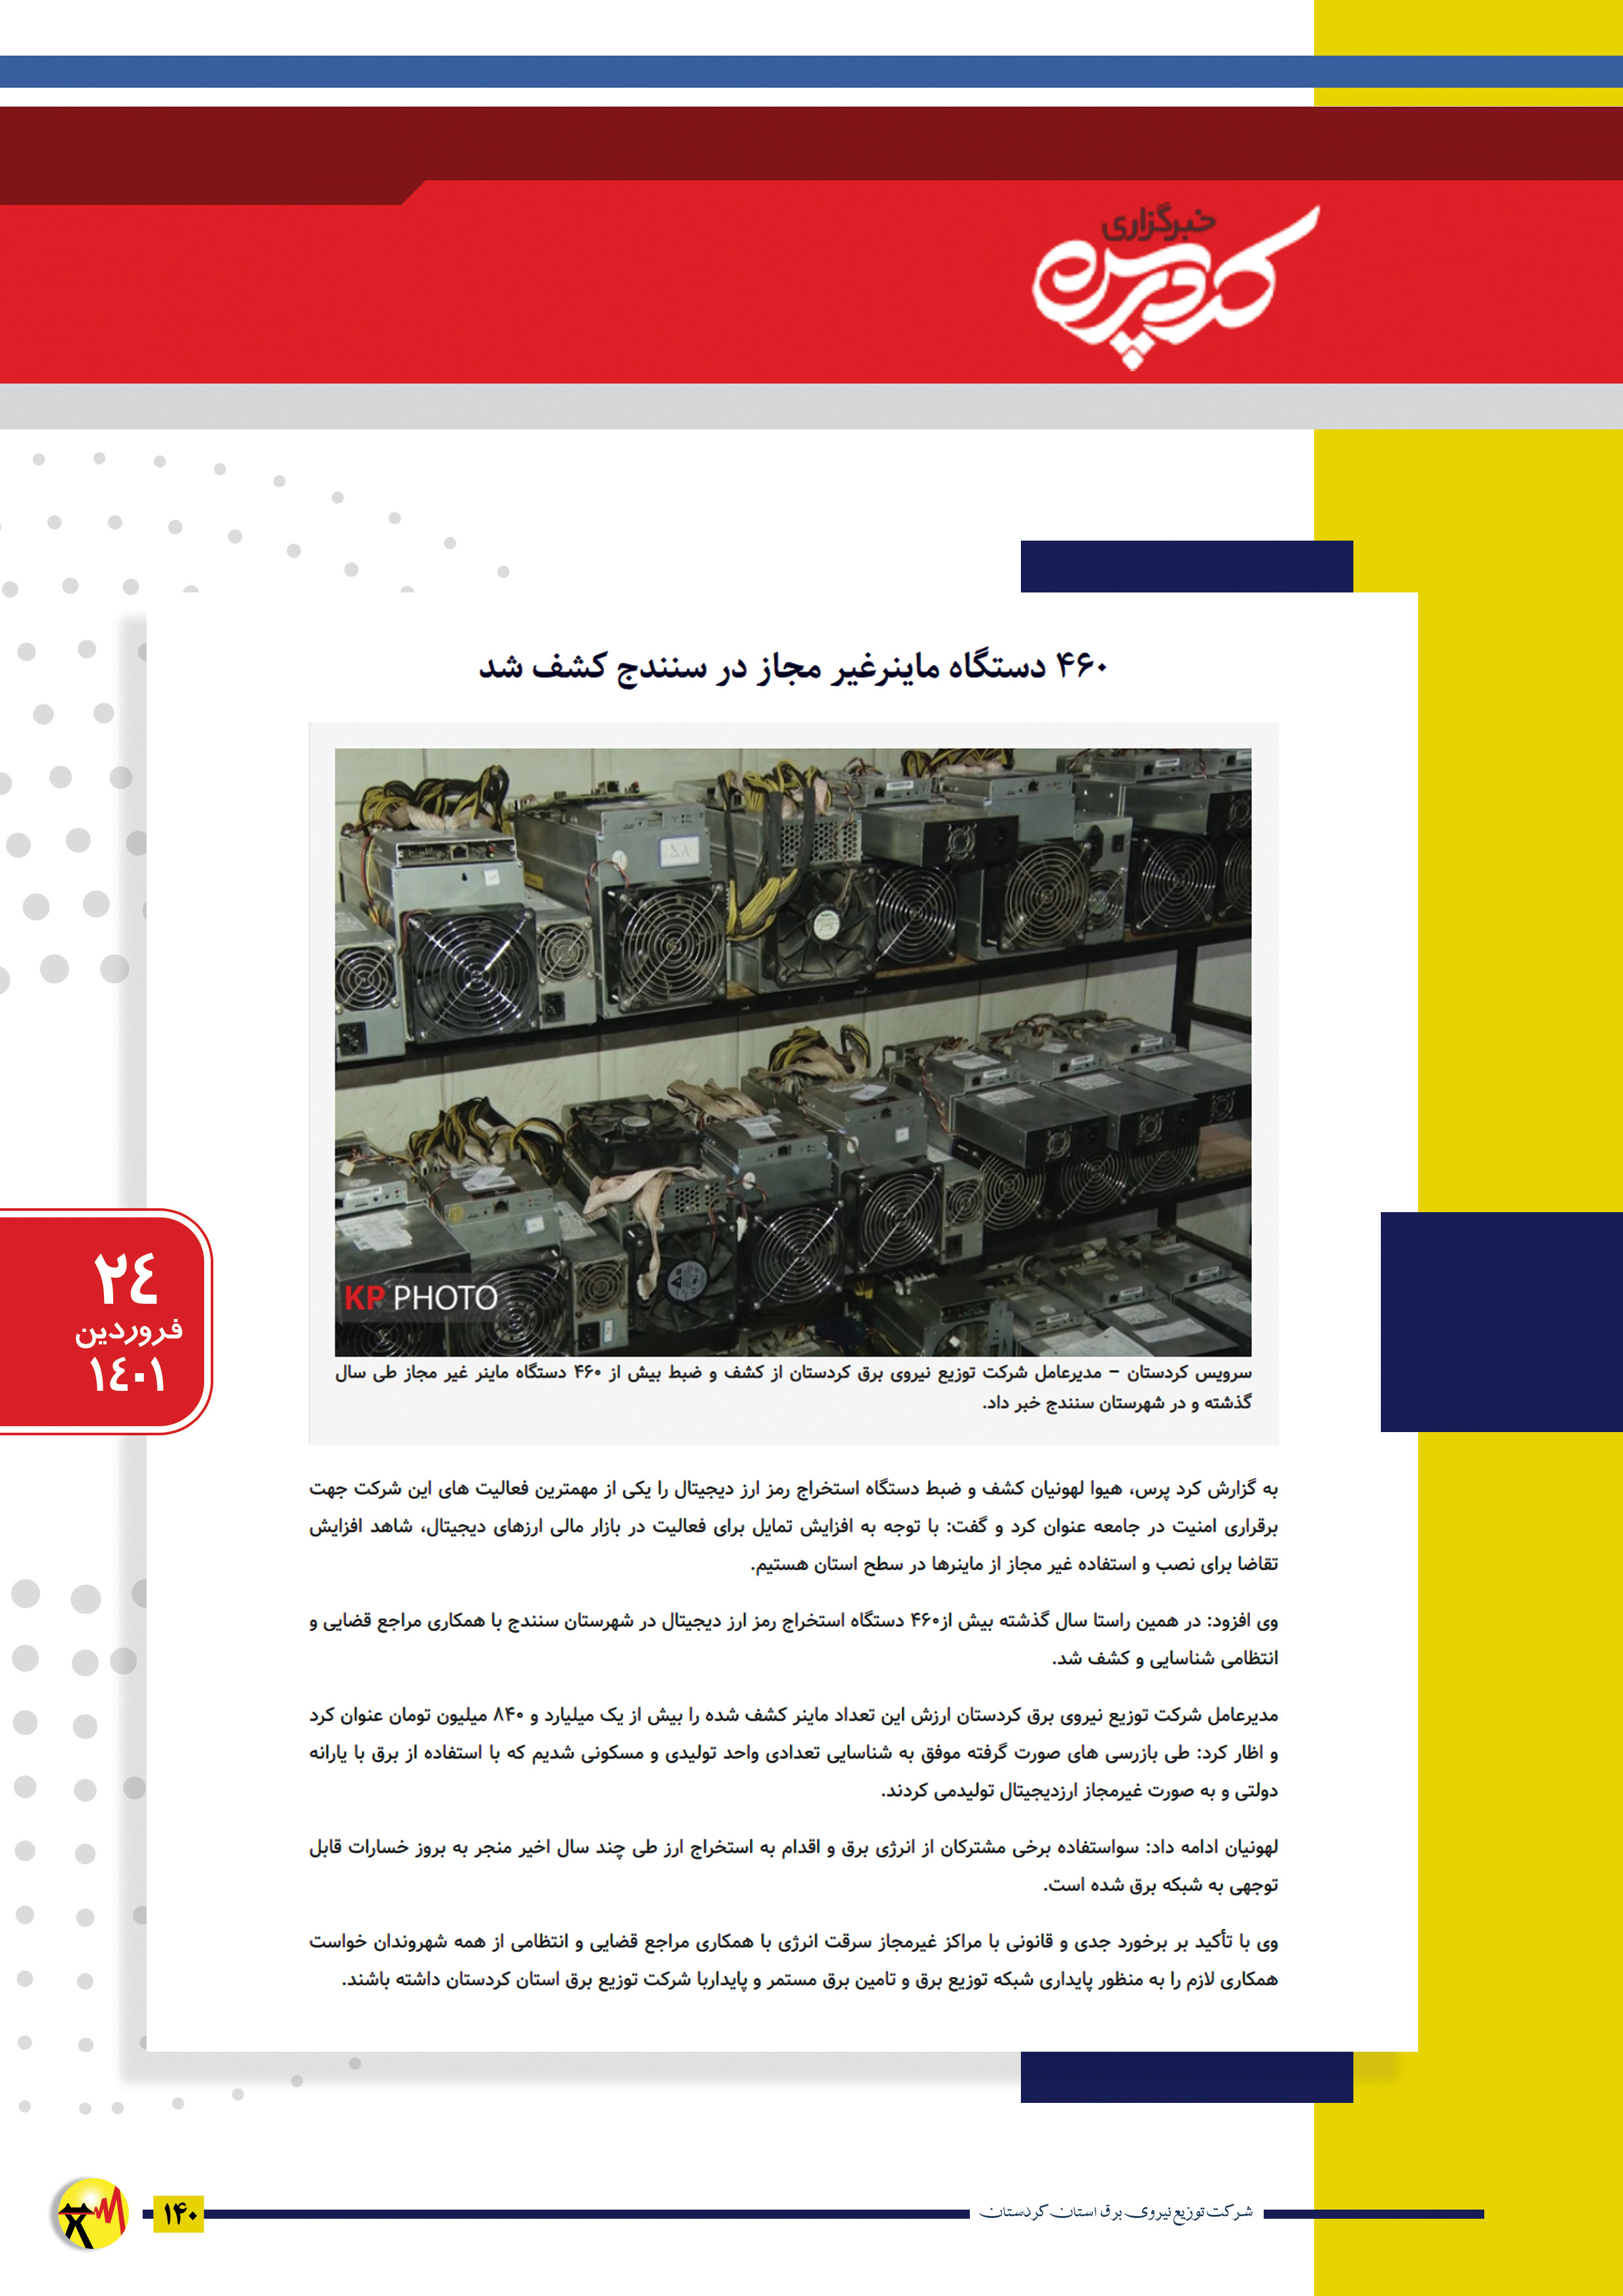 خبرگزاری
کردپرس
۴۶۰ دستگاه ماینرغیر مجاز در سنندج کشف شد
۵۸
KP PHOTO
سرویس کردستان – مدیرعامل شرکت توزیع نیروی برق کردستان از کشف و ضبط بیش از ۴۶۰ دستگاه ماینر غیر مجاز طی سال
گذشته و در شهرستان سنندج خبر داد.
۲٤
فروردین
۱٤۰۱
به گزارش کرد پرس، هیوا لهونیان کشف و ضبط دستگاه استخراج رمز ارز دیجیتال را یکی از مهمترین فعالیت های این شرکت جهت
برقراری امنیت در جامعه عنوان کرد و گفت: با توجه به افزایش تمایل برای فعالیت در بازار مالی ارزهای دیجیتال، شاهد افزایش
تقاضا برای نصب و استفاده غیر مجاز از ماینرها در سطح استان هستیم.
وی افزود: در همین راستا سال گذشته بیش از۴۶۰ دستگاه استخراج رمز ارز دیجیتال در شهرستان سنندج با همکاری مراجع قضایی و
انتظامی شناسایی و کشف شد.
مدیرعامل شرکت توزیع نیروی برق کردستان ارزش این تعداد ماینر کشف شده را بیش از یک میلیارد و ۸۴۰ میلیون تومان عنوان کرد
و اظار کرد: طی بازرسی های صورت گرفته موفق به شناسایی تعدادی واحد تولیدی و مسکونی شدیم که با استفاده از برق با یارانه
دولتی و به صورت غیرمجاز ارزدیجیتال تولیدمی کردند.
لهونیان ادامه داد: سواستفاده برخی مشترکان از انرژی برق و اقدام به استخراج ارز طی چند سال اخیر منجر به بروز خسارات قابل
توجهی به شبکه برق شده است.
وی با تأکید بر برخورد جدی و قانونی با مراکز غیرمجاز سرقت انرژی با همکاری مراجع قضایی و انتظامی از همه شهروندان خواست
همکاری لازم را به منظور پایداری شبکه توزیع برق و تامین برق مستمر و پایداربا شرکت توزیع برق استان کردستان داشته باشند.
شرکت توزیع نیروی برق استان کردستان
۱۴۰